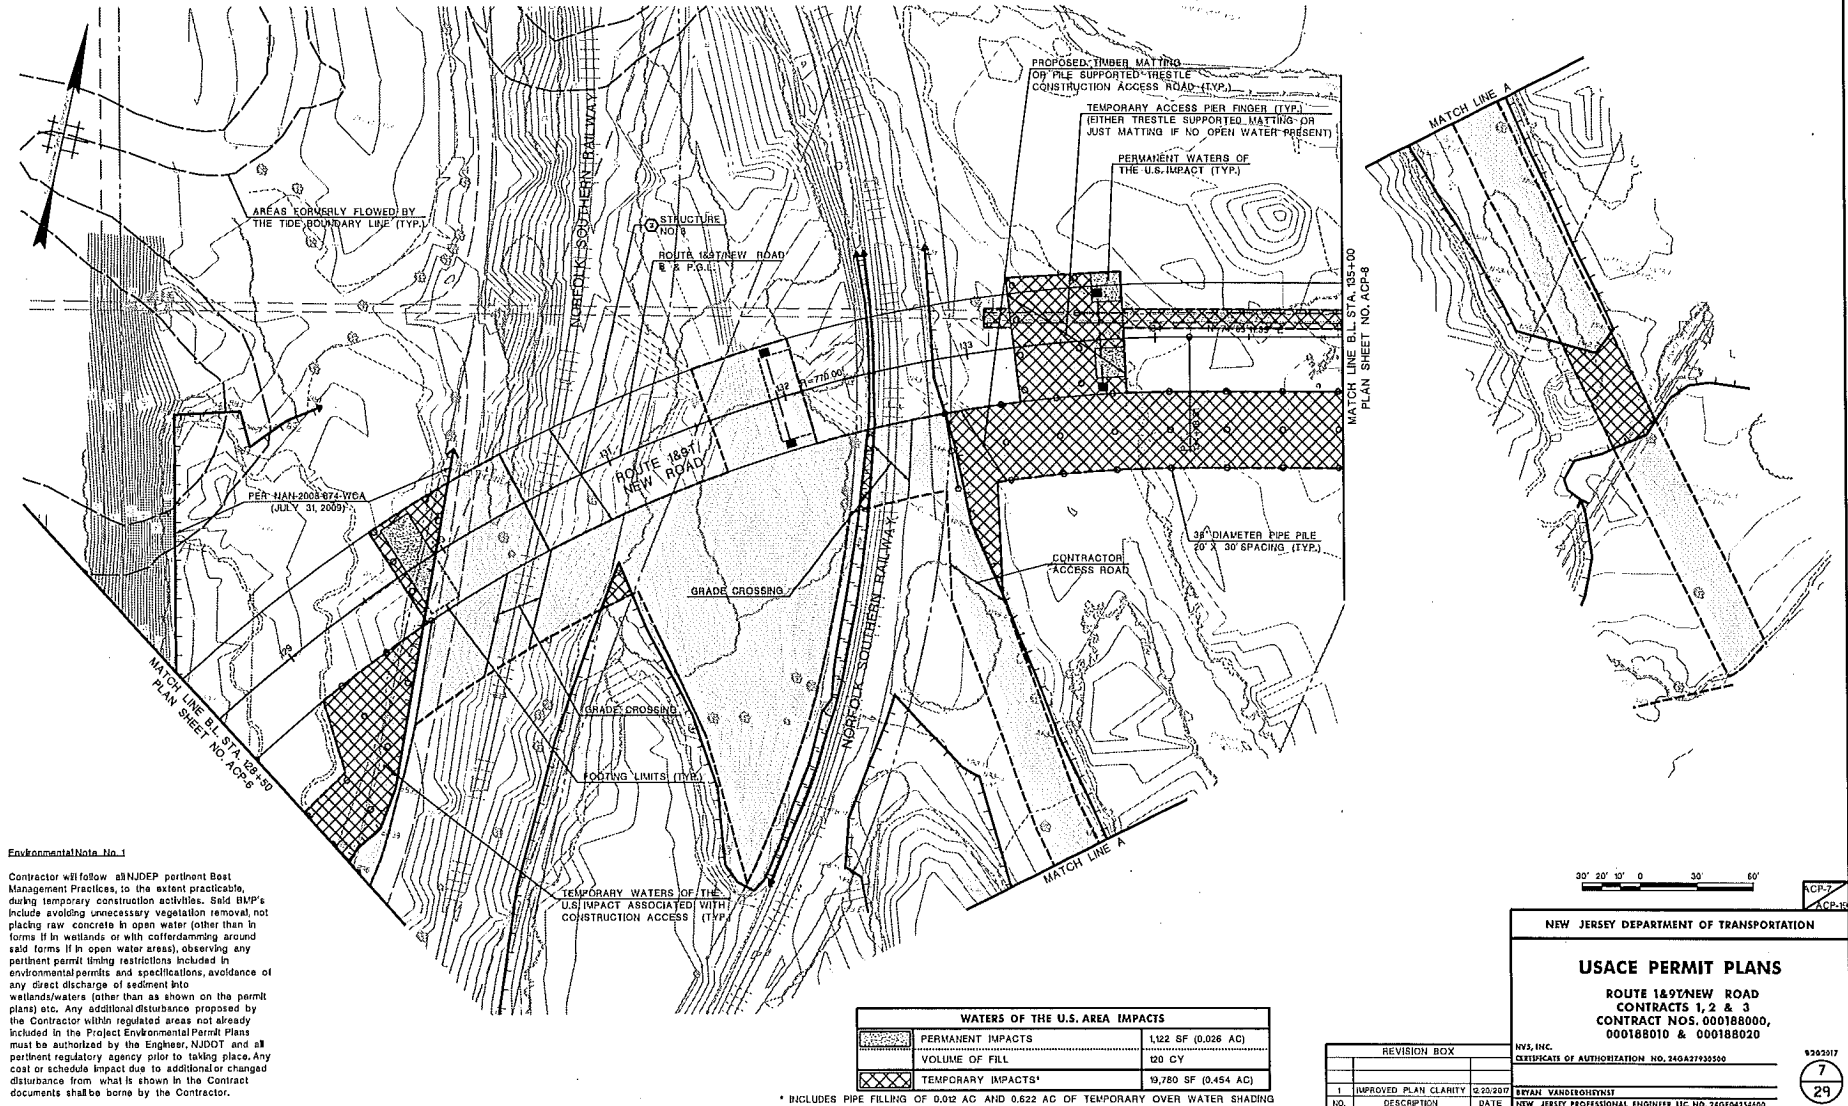 PROPOSED TIMBER MATTING
OR PILE SUPPORTED TRESTLE
CONSTRUCTION ACCESS ROAD (TYP.)
TEMPORARY ACCESS PIER FINGER (TYP.)
(EITHER TRESTLE SUPPORTED MATTING OR
JUST MATTING IF NO OPEN WATER PRESENT)
PERMANENT WATERS OF
THE U.S. IMPACT (TYP.)
MATCH LINE A
NORFOLK SOUTHERN RAILWAY
AREAS FORMERLY FLOWED BY
THE TIDE BOUNDARY LINE (TYP.)
STRUCTURE
ROUTE 1&9T/NEW ROAD
& P.G.L.
MATCH LINE B.L. STA. 135+00
PLAN SHEET NO. ACP-8
133
R=770.00'
131
ROUTE 1&9T/
NEW ROAD
PER NAN-2008-674-WCA
(JULY 31, 2009)
36" DIAMETER PIPE PILE
20' X 30' SPACING (TYP.)
CONTRACTOR
ACCESS ROAD
GRADE CROSSING
NORFOLK SOUTHERN RAILWAY
129
MATCH LINE B.L. STA. 128+50
PLAN SHEET NO. ACP-6
GRADE CROSSING
FOOTING LIMITS (TYP.)
MATCH LINE A
TEMPORARY WATERS OF THE
U.S. IMPACT ASSOCIATED WITH
CONSTRUCTION ACCESS (TYP.)
Environmental Note No. 1
Contractor will follow all NJDEP pertinent Best
Management Practices, to the extent practicable,
during temporary construction activities. Said BMP's
include avoiding unnecessary vegetation removal, not
placing raw concrete in open water (other than in
forms if in wetlands or with cofferdamming around
said forms if in open water areas), observing any
pertinent permit timing restrictions included in
environmental permits and specifications, avoidance of
any direct discharge of sediment into
wetlands/waters (other than as shown on the permit
plans) etc. Any additional disturbance proposed by
the Contractor within regulated areas not already
included in the Project Environmental Permit Plans
must be authorized by the Engineer, NJDOT and all
pertinent regulatory agency prior to taking place. Any
cost or schedule impact due to additional or changed
disturbance from what is shown in the Contract
documents shall be borne by the Contractor.
WATERS OF THE U.S. AREA IMPACTS
PERMANENT IMPACTS 1,122 SF (0.026 AC)
VOLUME OF FILL 120 CY
TEMPORARY IMPACTS* 19,780 SF (0.454 AC)
* INCLUDES PIPE FILLING OF 0.012 AC AND 0.622 AC OF TEMPORARY OVER WATER SHADING
30' 20' 10' 0 30' 60'
ACP-7
NEW JERSEY DEPARTMENT OF TRANSPORTATION
USACE PERMIT PLANS
ROUTE 1&9T/NEW ROAD
CONTRACTS 1, 2 & 3
CONTRACT NOS. 000188000,
000188010 & 000188020
NV5, INC.
CERTIFICATE OF AUTHORIZATION NO. 24GA27930500
REVISION BOX
1 IMPROVED PLAN CLARITY 12/20/2017
NO. DESCRIPTION DATE
7
29